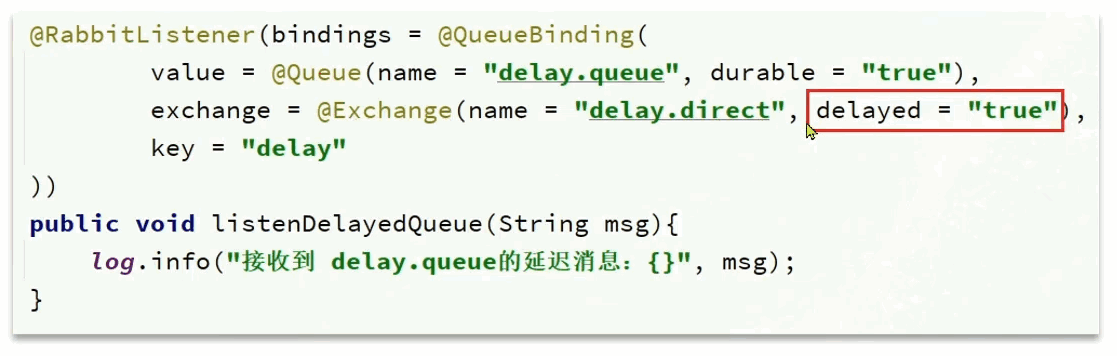 @RabbitListener(bindings = @QueueBinding(
value = @Queue(name = "delay.queue", durable = "true"),
exchange = @Exchange(name = "delay.direct", delayed = "true"),
key = "delay"
))
public void listenDelayedQueue(String msg){
log.info("接收到 delay.queue的延迟消息：{}", msg);
}